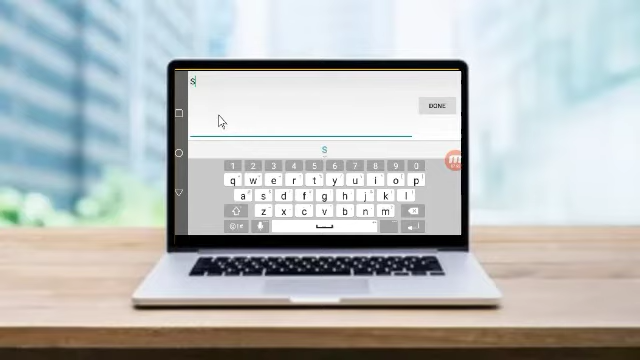 S
DONE
S
1 2 3 4 5 6 7 8 9 0
q w e r t y u i o p
a s d f g h j k l
z x c v b n m